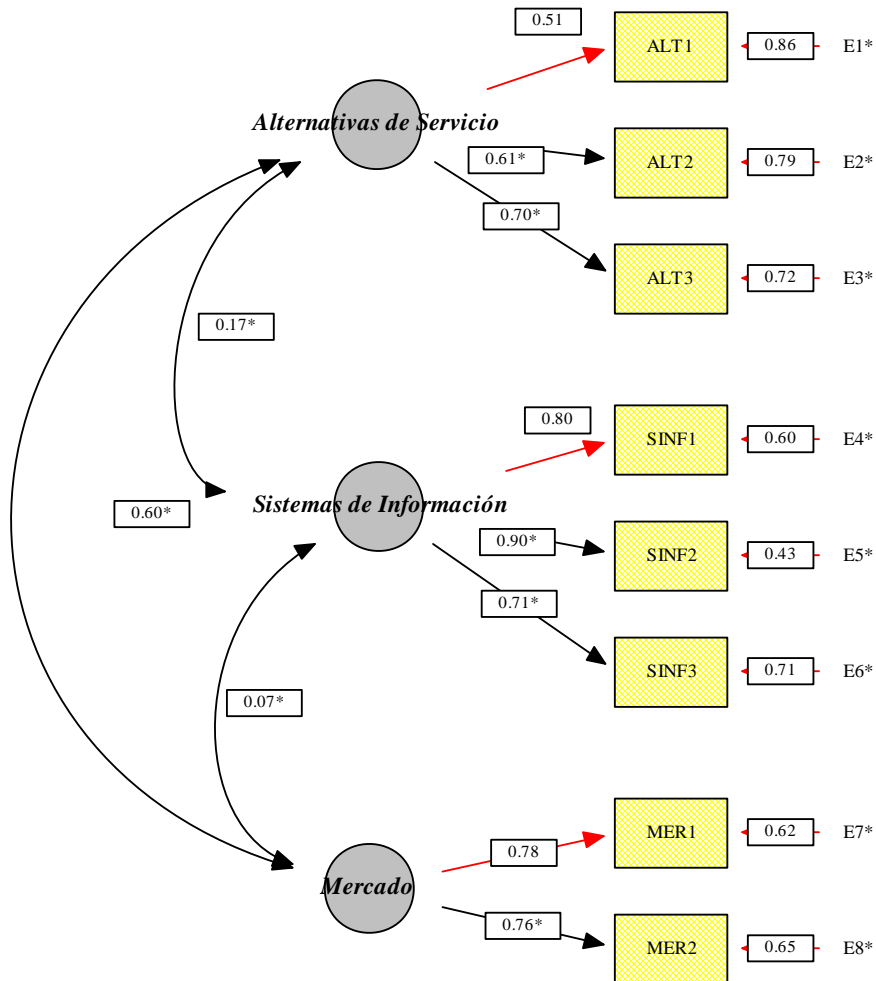 0.51
ALT1
0.86
E1*
Alternativas de Servicio
0.61*
ALT2
0.79
E2*
0.70*
ALT3
0.72
E3*
0.17*
0.80
SINF1
0.60
E4*
Sistemas de Información
0.60*
0.90*
SINF2
0.43
E5*
0.71*
SINF3
0.71
E6*
0.07*
MER1
0.62
E7*
0.78
Mercado
0.76*
MER2
0.65
E8*